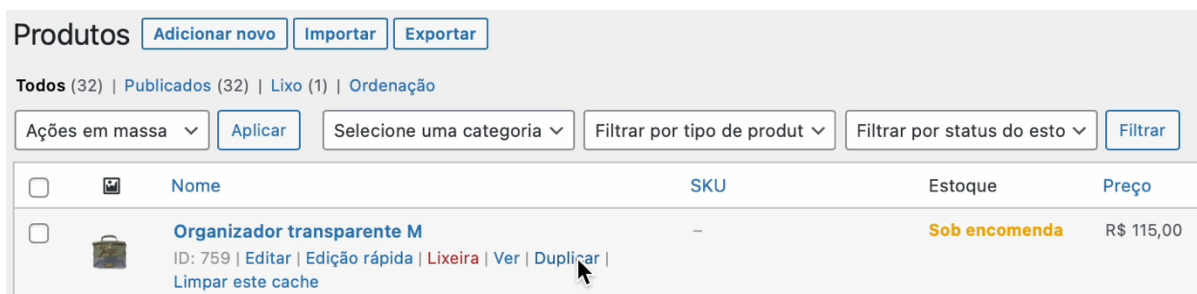 Produtos Adicionar novo Importar Exportar
Todos (32) | Publicados (32) | Lixo (1) | Ordenação
Ações em massa Aplicar Selecione uma categoria Filtrar por tipo de produt Filtrar por status do esto Filtrar
Nome SKU Estoque Preço
Organizador transparente M – Sob encomenda R$ 115,00
ID: 759 | Editar | Edição rápida | Lixeira | Ver | Duplicar |
Limpar este cache